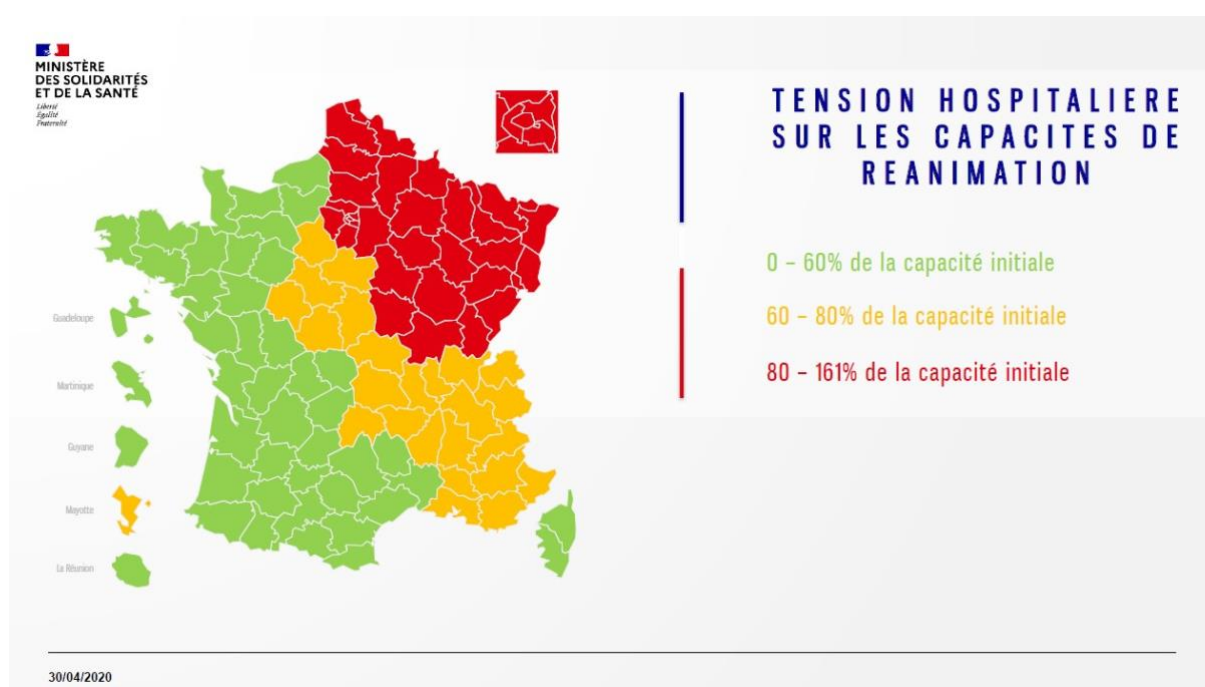 MINISTÈRE
DES SOLIDARITÉS
ET DE LA SANTÉ
Liberté
Égalité
Fraternité
TENSION HOSPITALIERE
SUR LES CAPACITES DE
REANIMATION
0 – 60% de la capacité initiale
60 – 80% de la capacité initiale
80 – 161% de la capacité initiale
Guadeloupe
Martinique
Guyane
Mayotte
La Réunion
30/04/2020